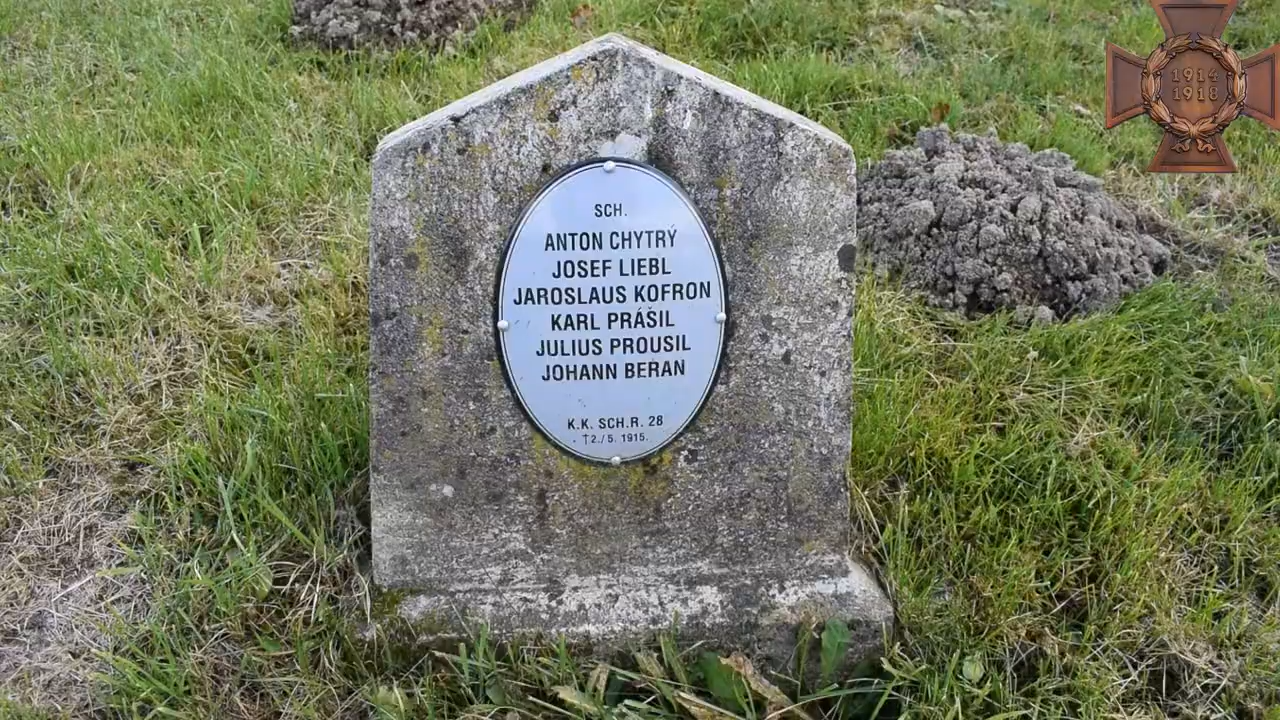 SCH.
ANTON CHYTRÝ
JOSEF LIEBL
JAROSLAUS KOFRON
KARL PRÁŠIL
JULIUS PROUSIL
JOHANN BERAN
K.K. SCH.R. 28
†2./5. 1915.
1914
1918